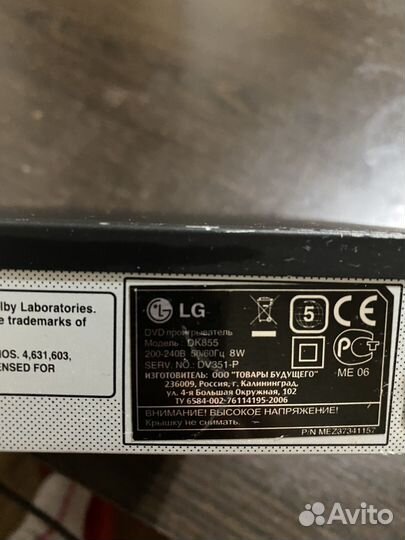 lby Laboratories.
e trademarks of
NOS. 4,631,603,
ENSED FOR
LG
DVD проигрыватель
Модель: DK855
200-240В 50/60Гц 8W
SERV. NO.: DV351-P
ИЗГОТОВИТЕЛЬ: ООО "ТОВАРЫ БУДУЩЕГО"
236009, Россия, г. Калининград,
ул. 4-я Большая Окружная, 102
ТУ 6584-002-76114195-2006
5
CE
РСТ
ME 06
ВНИМАНИЕ! ВЫСОКОЕ НАПРЯЖЕНИЕ!
Крышку не снимать.
P/N MEZ37341157
Avito